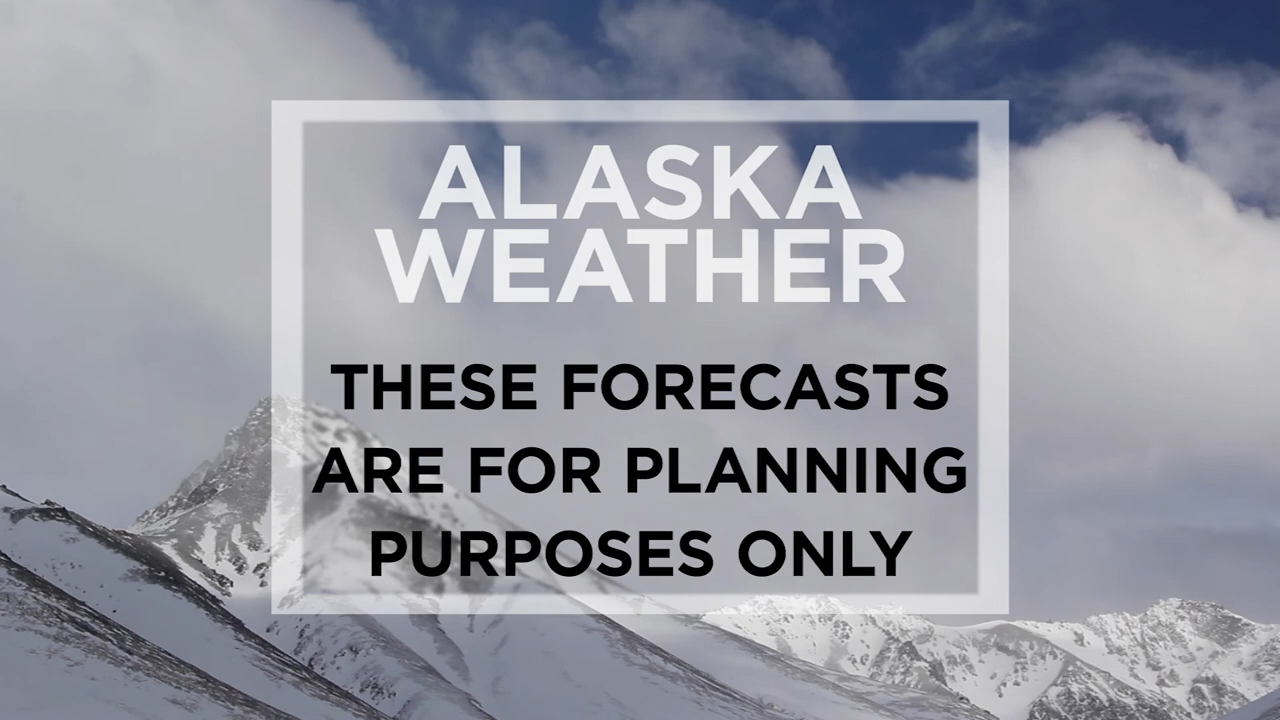 ALASKA
WEATHER
THESE FORECASTS
ARE FOR PLANNING
PURPOSES ONLY